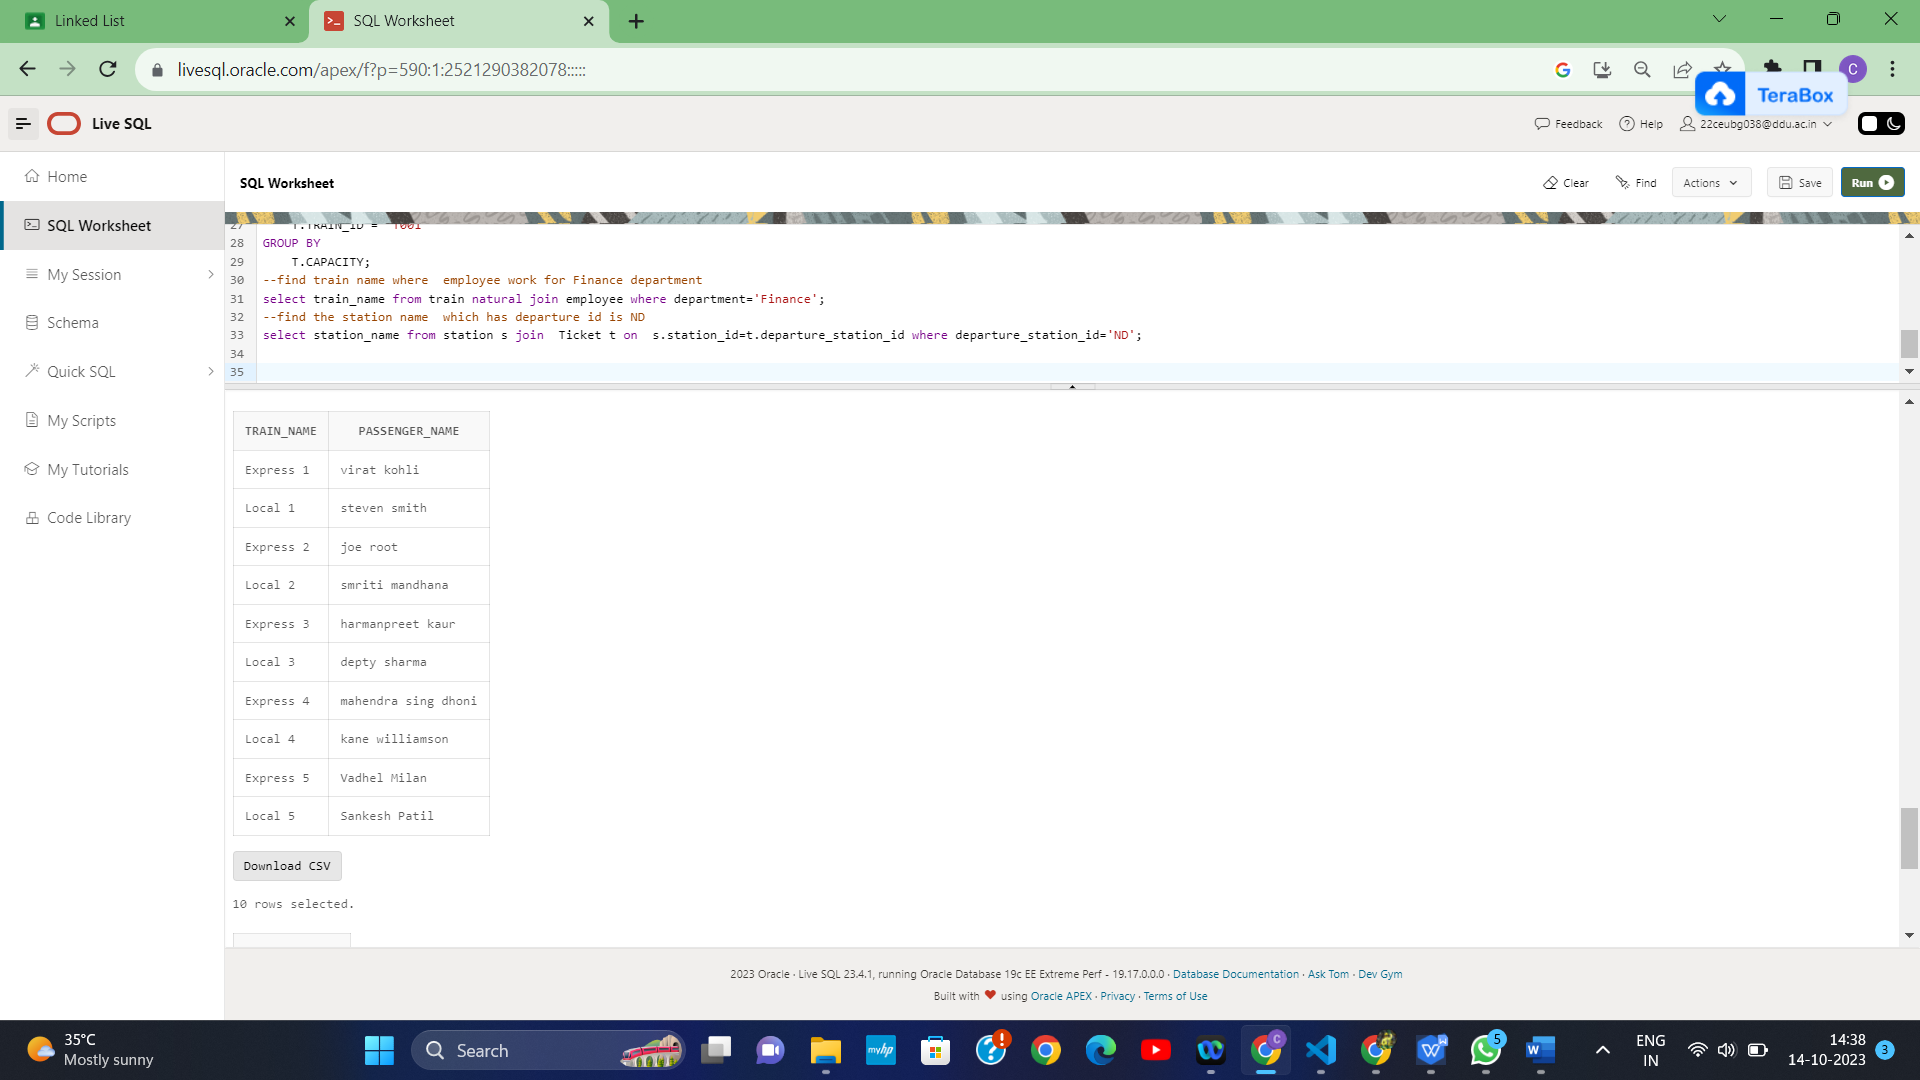 Linked List
SQL Worksheet
livesql.oracle.com/apex/f?p=590:1:2521290382078:::::
C
TeraBox
Live SQL
Feedback
Help
22ceubg038@ddu.ac.in
Home
SQL Worksheet
My Session
Schema
Quick SQL
My Scripts
My Tutorials
Code Library
SQL Worksheet
Clear
Find
Actions
Save
Run
27 T.TRAIN_ID = 'T001'
28 GROUP BY
29 T.CAPACITY;
30 --find train name where  employee work for Finance department
31 select train_name from train natural join employee where department='Finance';
32 --find the station name  which has departure id is ND
33 select station_name from station s join  Ticket t on  s.station_id=t.departure_station_id where departure_station_id='ND';
34
35
TRAIN_NAME PASSENGER_NAME
Express 1 virat kohli
Local 1 steven smith
Express 2 joe root
Local 2 smriti mandhana
Express 3 harmanpreet kaur
Local 3 depty sharma
Express 4 mahendra sing dhoni
Local 4 kane williamson
Express 5 Vadhel Milan
Local 5 Sankesh Patil
Download CSV
10 rows selected.
2023 Oracle · Live SQL 23.4.1, running Oracle Database 19c EE Extreme Perf - 19.17.0.0.0 · Database Documentation · Ask Tom · Dev Gym
Built with ❤ using Oracle APEX · Privacy · Terms of Use
35°C
Mostly sunny
Search
myhp
C
5
ENG
IN
14:38
14-10-2023
3